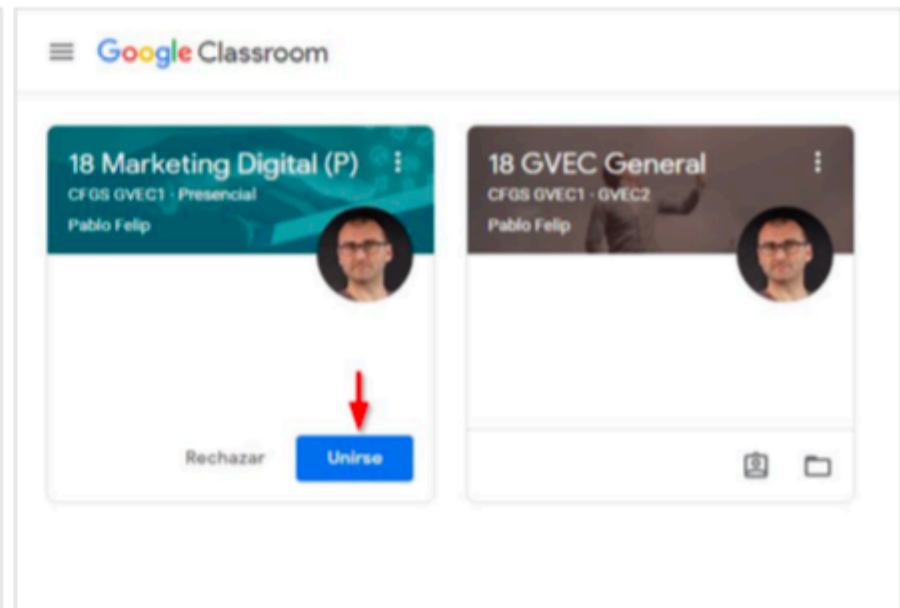 Google Classroom
18 Marketing Digital (P)
CFGS GVEC1 - Presencial
Pablo Felip
Rechazar
Unirse
18 GVEC General
CFGS GVEC1 - GVEC2
Pablo Felip